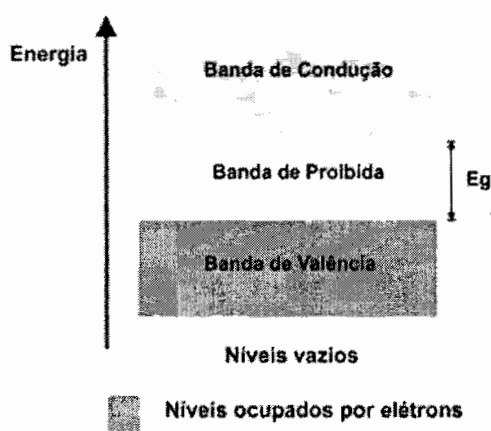 Energia
Banda de Condução
Banda de Proibida
Eg
Banda de Valência
Níveis vazios
Níveis ocupados por elétrons